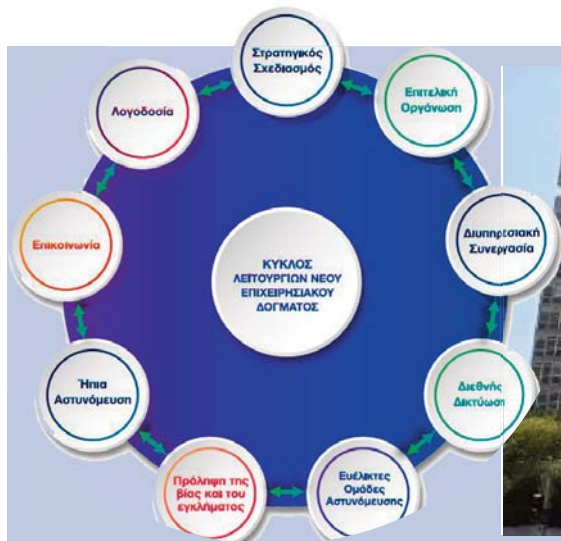 Στρατηγικός
Σχεδιασμός
Επιτελική
Οργάνωση
Διυπηρεσιακή
Συνεργασία
Διεθνής
Δικτύωση
Ευέλικτες
Ομάδες
Αστυνόμευσης
Πρόληψη της
βίας και του
εγκλήματος
Ήπια
Αστυνόμευση
Επικοινωνία
Λογοδοσία
ΚΥΚΛΟΣ
ΛΕΙΤΟΥΡΓΙΩΝ ΝΕΟΥ
ΕΠΙΧΕΙΡΗΣΙΑΚΟΥ
ΔΟΓΜΑΤΟΣ